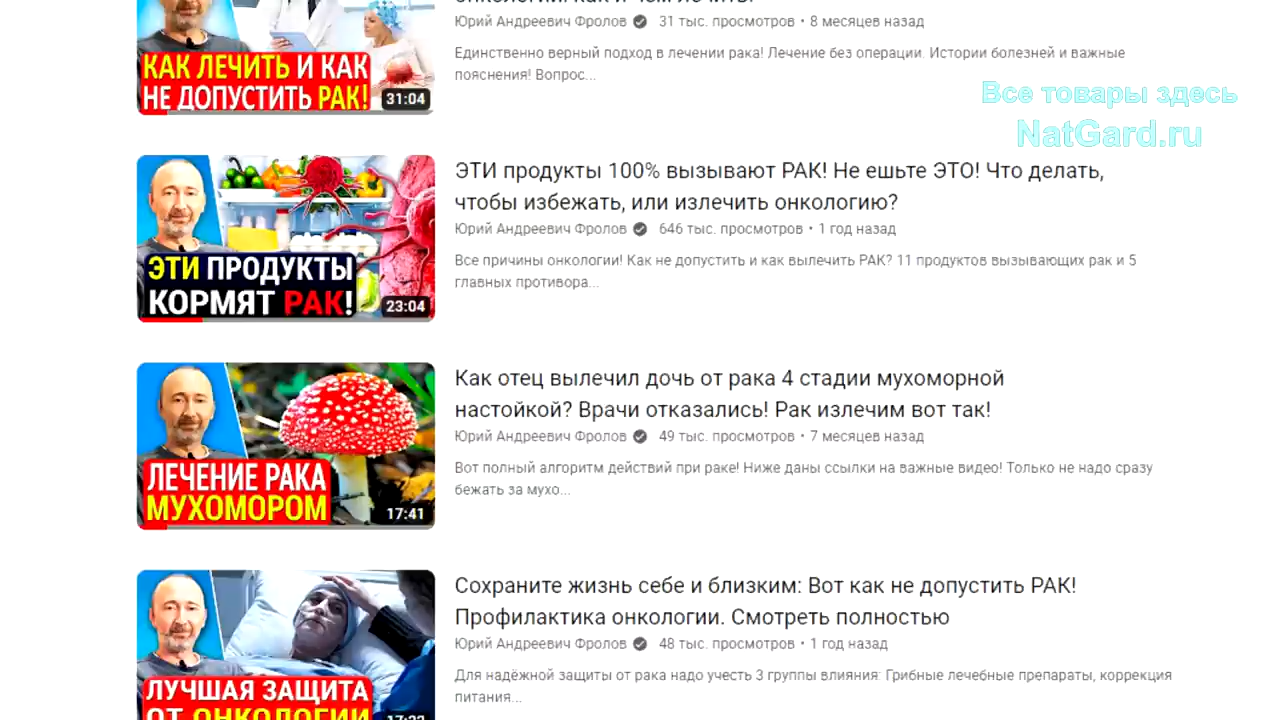 Юрий Андреевич Фролов 31 тыс. просмотров • 8 месяцев назад
Единственно верный подход в лечении рака! Лечение без операции. Истории болезней и важные
пояснения! Вопрос...
КАК ЛЕЧИТЬ И КАК
НЕ ДОПУСТИТЬ РАК!
31:04
Все товары здесь
NatGard.ru
ЭТИ продукты 100% вызывают РАК! Не ешьте ЭТО! Что делать,
чтобы избежать, или излечить онкологию?
Юрий Андреевич Фролов 646 тыс. просмотров • 1 год назад
Все причины онкологии! Как не допустить и как вылечить РАК? 11 продуктов вызывающих рак и 5
главных противора...
ЭТИ ПРОДУКТЫ
КОРМЯТ РАК!
23:04
Как отец вылечил дочь от рака 4 стадии мухоморной
настойкой? Врачи отказались! Рак излечим вот так!
Юрий Андреевич Фролов 49 тыс. просмотров • 7 месяцев назад
Вот полный алгоритм действий при раке! Ниже даны ссылки на важные видео! Только не надо сразу
бежать за мухо...
ЛЕЧЕНИЕ РАКА
МУХОМОРОМ
17:41
Сохраните жизнь себе и близким: Вот как не допустить РАК!
Профилактика онкологии. Смотреть полностью
Юрий Андреевич Фролов 48 тыс. просмотров • 1 год назад
Для надёжной защиты от рака надо учесть 3 группы влияния: Грибные лечебные препараты, коррекция
питания...
ЛУЧШАЯ ЗАЩИТА
ОТ ОНКОЛОГИИ